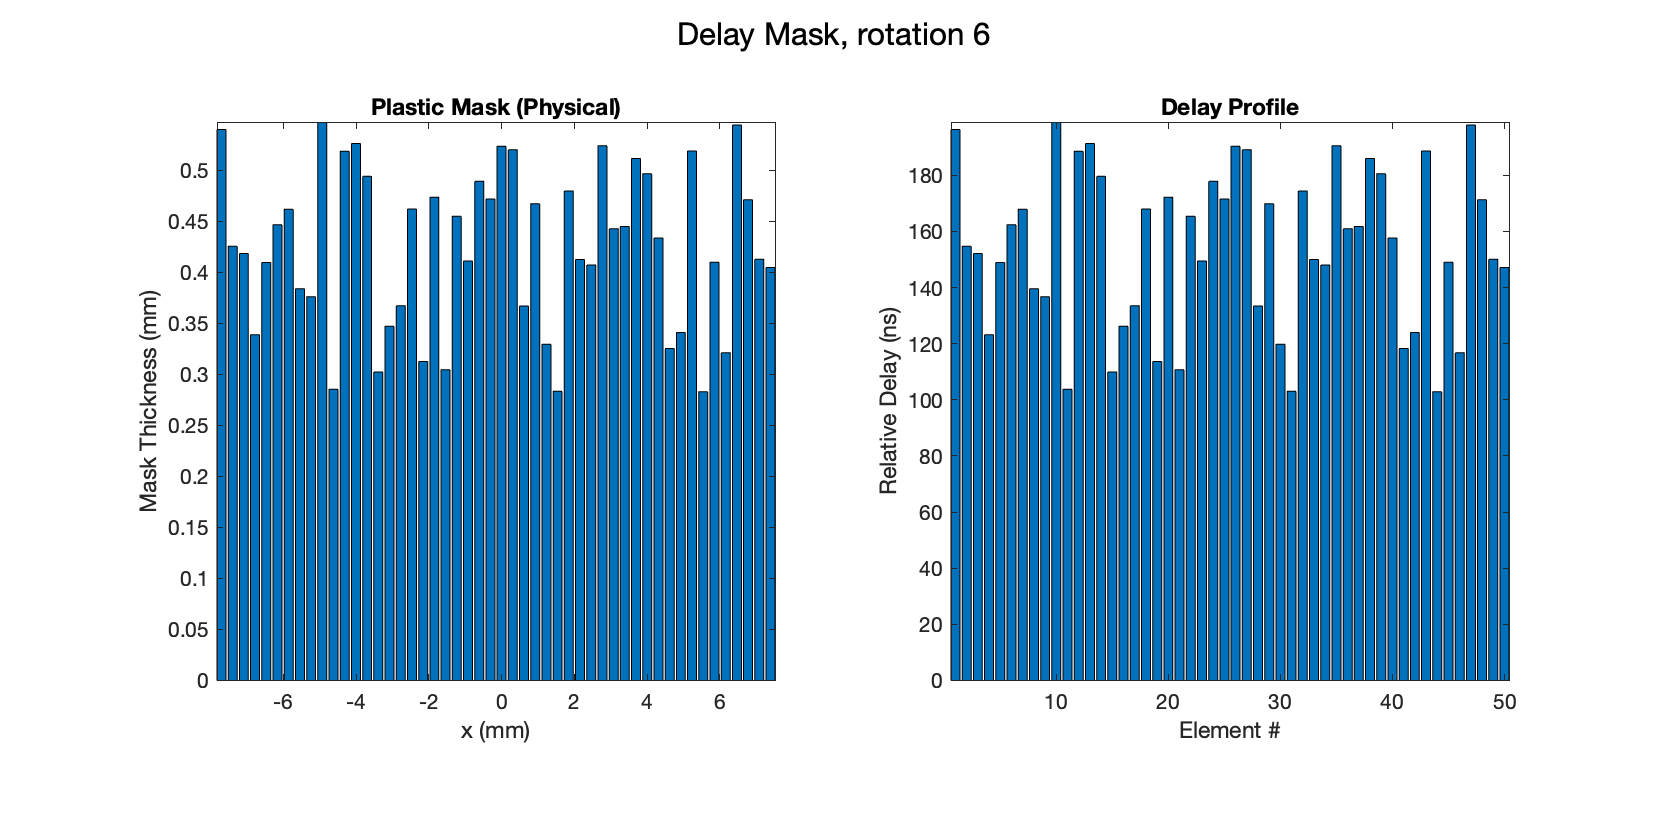 Delay Mask, rotation 6
Plastic Mask (Physical)
Mask Thickness (mm)
0.5
0.45
0.4
0.35
0.3
0.25
0.2
0.15
0.1
0.05
0
-6 -4 -2 0 2 4 6
x (mm)
Delay Profile
Relative Delay (ns)
180
160
140
120
100
80
60
40
20
0
10 20 30 40 50
Element #